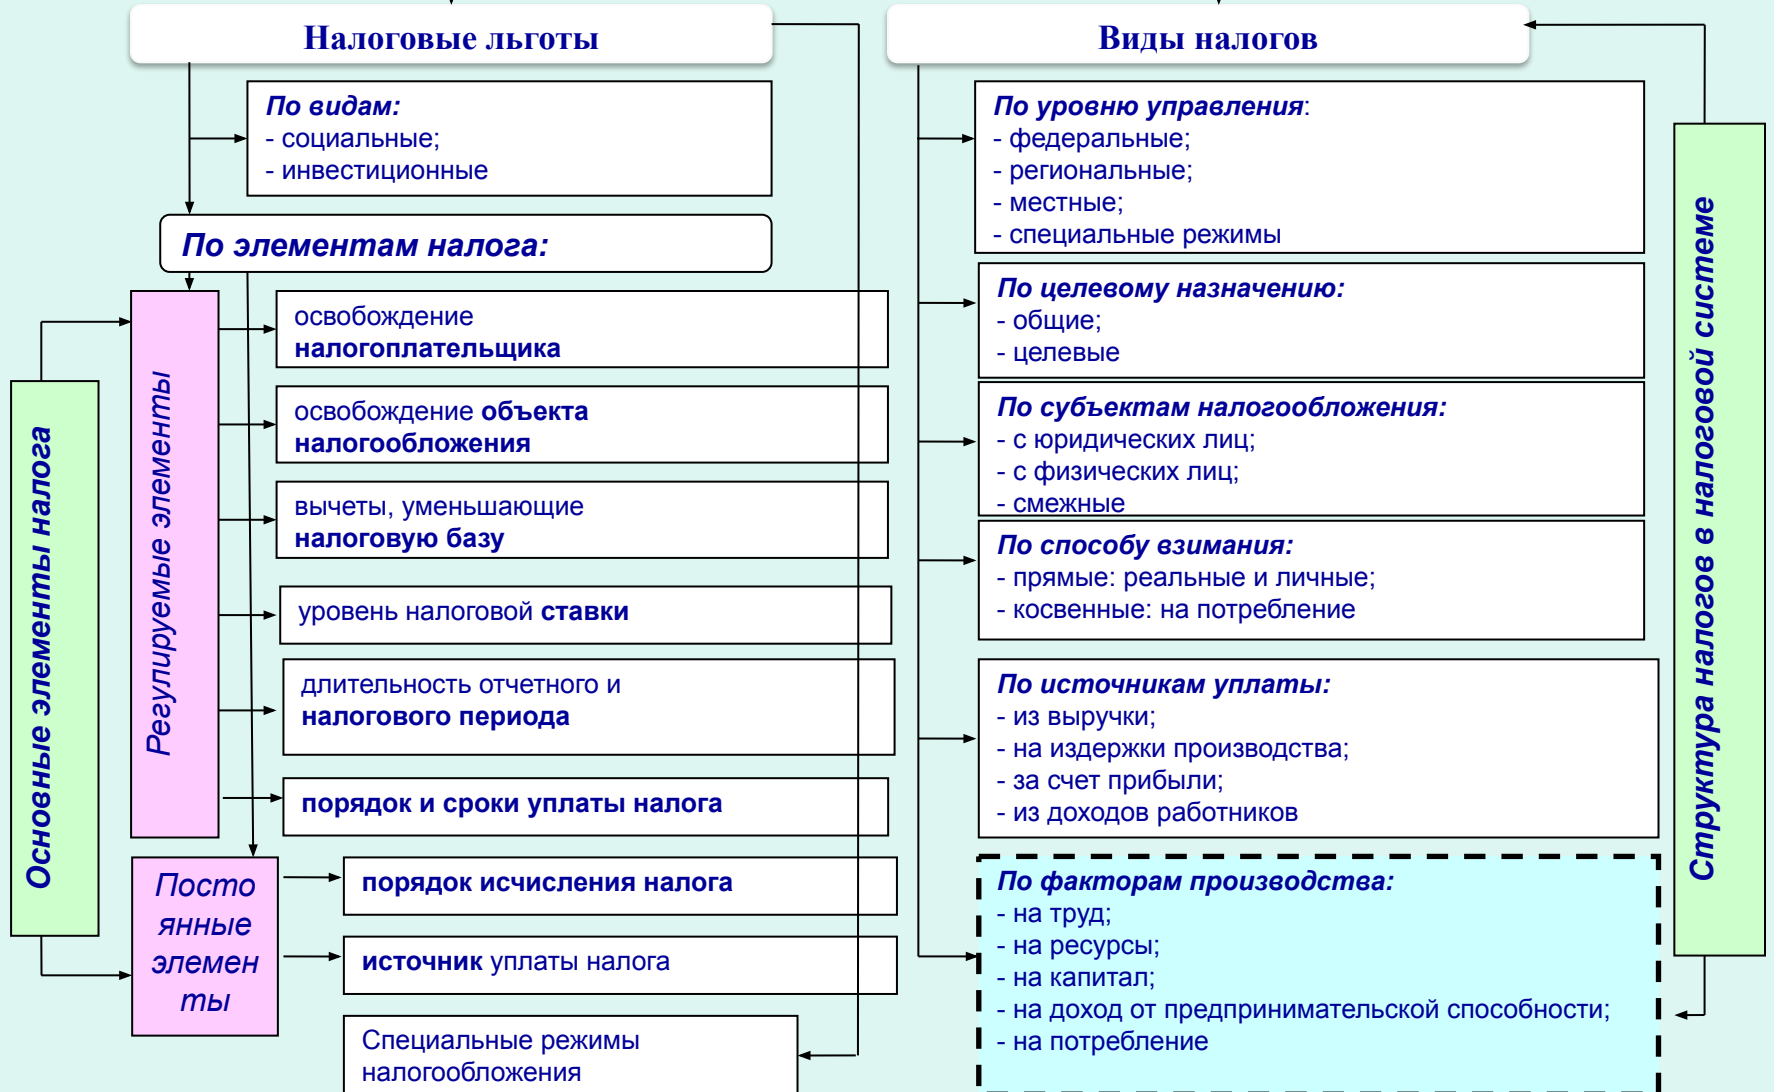 Налоговые льготы
По видам:
- социальные;
- инвестиционные
По элементам налога:
Основные элементы налога
Регулируемые элементы
освобождение
налогоплательщика
освобождение объекта
налогообложения
вычеты, уменьшающие
налоговую базу
уровень налоговой ставки
длительность отчетного и
налогового периода
порядок и сроки уплаты налога
Посто
янные
элемен
ты
порядок исчисления налога
источник уплаты налога
Специальные режимы
налогообложения
Виды налогов
По уровню управления:
- федеральные;
- региональные;
- местные;
- специальные режимы
По целевому назначению:
- общие;
- целевые
По субъектам налогообложения:
- с юридических лиц;
- с физических лиц;
- смежные
По способу взимания:
- прямые: реальные и личные;
- косвенные: на потребление
По источникам уплаты:
- из выручки;
- на издержки производства;
- за счет прибыли;
- из доходов работников
По факторам производства:
- на труд;
- на ресурсы;
- на капитал;
- на доход от предпринимательской способности;
- на потребление
Структура налогов в налоговой системе